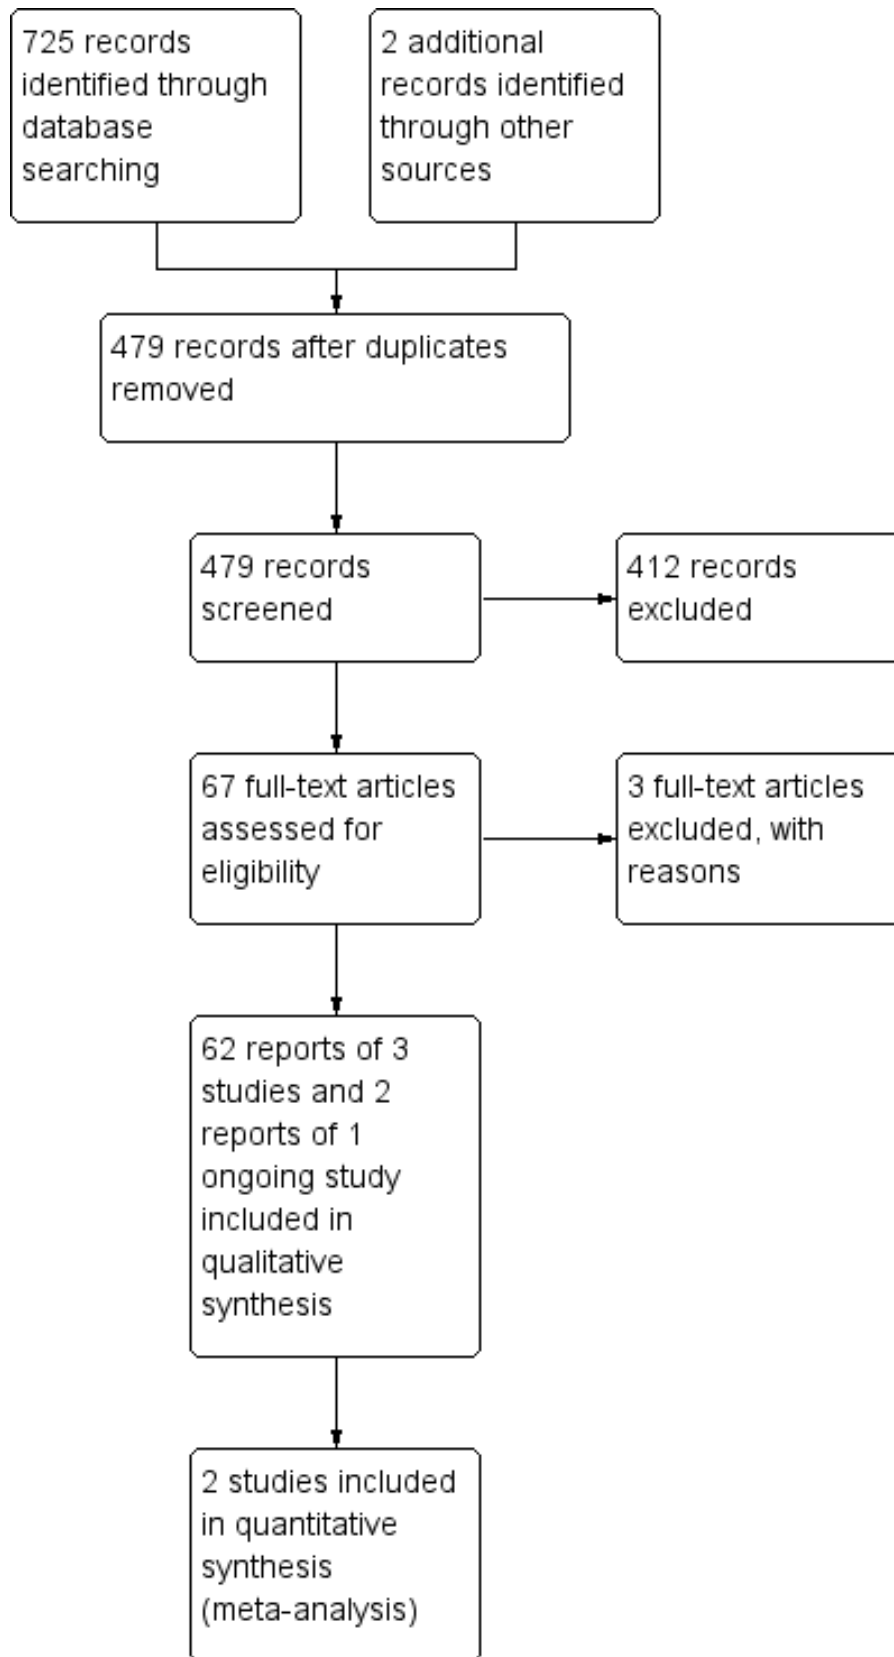 725 records
identified through
database
searching
2 additional
records identified
through other
sources
479 records after duplicates
removed
479 records
screened
412 records
excluded
67 full-text articles
assessed for
eligibility
3 full-text articles
excluded, with
reasons
62 reports of 3
studies and 2
reports of 1
ongoing study
included in
qualitative
synthesis
2 studies included
in quantitative
synthesis
(meta-analysis)